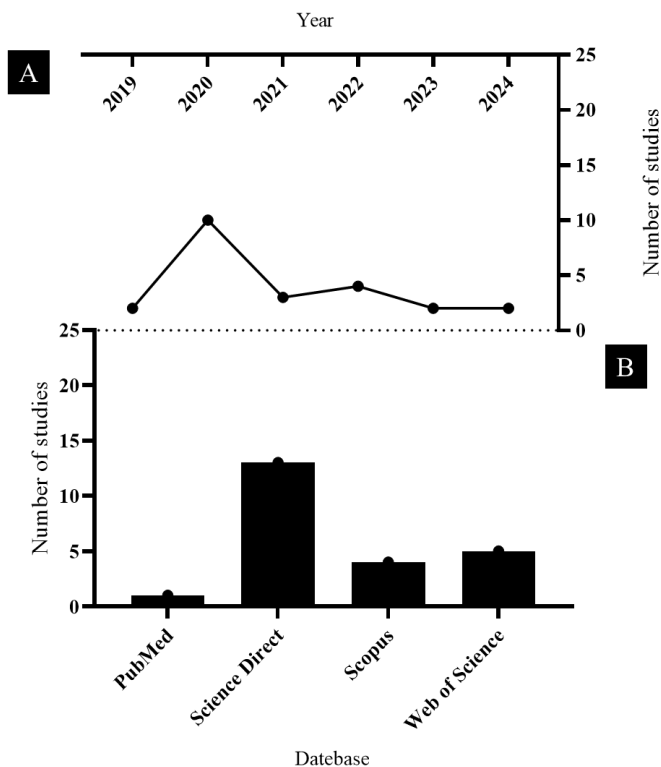 Year
A
2019 2020 2021 2022 2023 2024
25
20
15
10
5
0
Number of studies
B
25
20
15
10
5
0
Number of studies
PubMed Science Direct Scopus Web of Science
Datebase